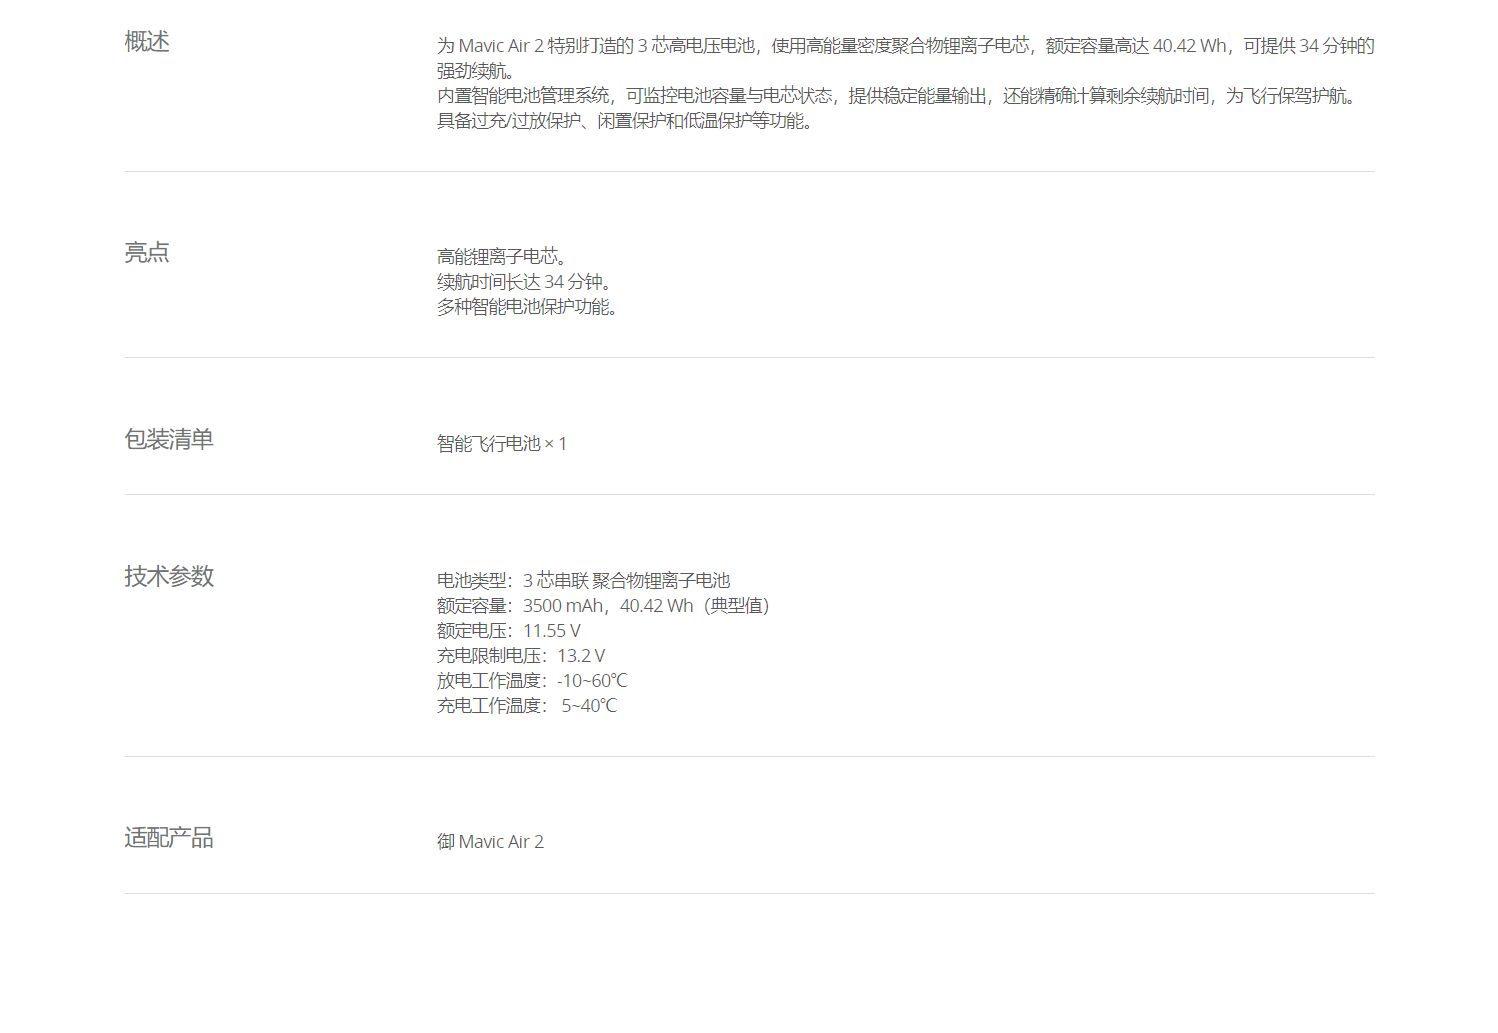 概述
为 Mavic Air 2 特别打造的 3 芯高电压电池，使用高能量密度聚合物锂离子电芯，额定容量高达 40.42 Wh，可提供 34 分钟的
强劲续航。
内置智能电池管理系统，可监控电池容量与电芯状态，提供稳定能量输出，还能精确计算剩余续航时间，为飞行保驾护航。
具备过充/过放保护、闲置保护和低温保护等功能。
亮点
高能锂离子电芯。
续航时间长达 34 分钟。
多种智能电池保护功能。
包装清单
智能飞行电池 × 1
技术参数
电池类型：3 芯串联 聚合物锂离子电池
额定容量：3500 mAh，40.42 Wh（典型值）
额定电压：11.55 V
充电限制电压：13.2 V
放电工作温度：-10~60℃
充电工作温度： 5~40℃
适配产品
御 Mavic Air 2